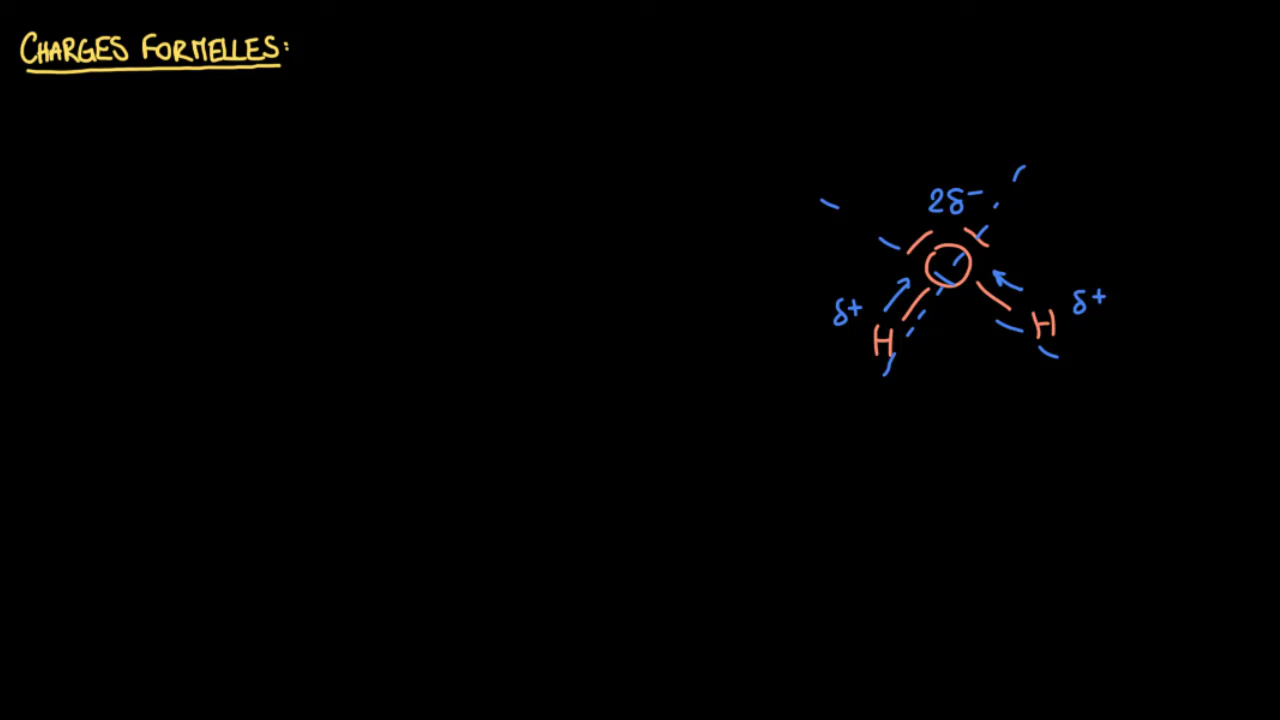 CHARGES FORMELLES:
2δ-
δ+
δ+
H
O
H